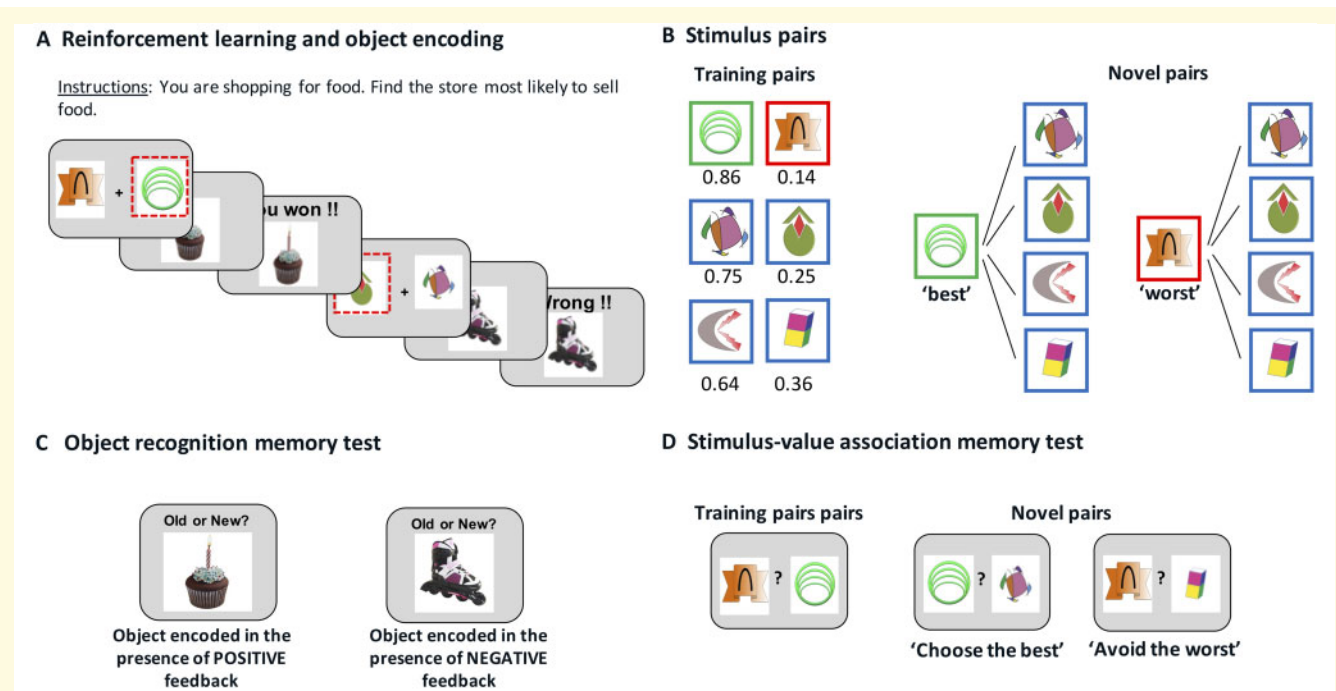 A Reinforcement learning and object encoding
Instructions: You are shopping for food. Find the store most likely to sell
food.
+
ou won !!
+
Wrong !!
B Stimulus pairs
Training pairs
0.86 0.14
0.75 0.25
0.64 0.36
Novel pairs
‘best’
‘worst’
C Object recognition memory test
Old or New?
Object encoded in the
presence of POSITIVE
feedback
Old or New?
Object encoded in the
presence of NEGATIVE
feedback
D Stimulus-value association memory test
Training pairs pairs
?
Novel pairs
?
‘Choose the best’
?
‘Avoid the worst’